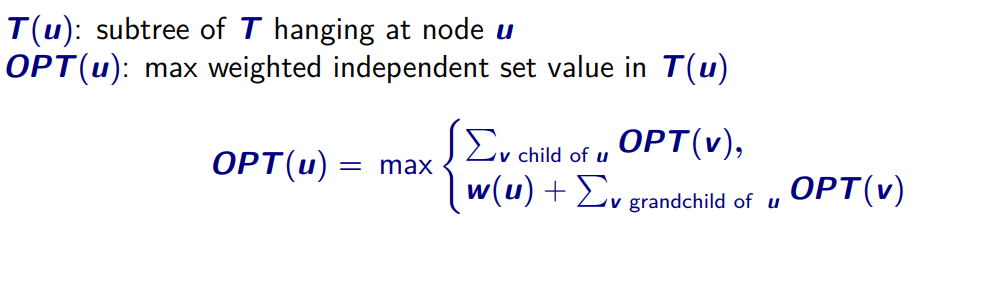 T(u): subtree of T hanging at node u
OPT(u): max weighted independent set value in T(u)
OPT(u) = max { ∑v child of u OPT(v),
w(u) + ∑v grandchild of u OPT(v)